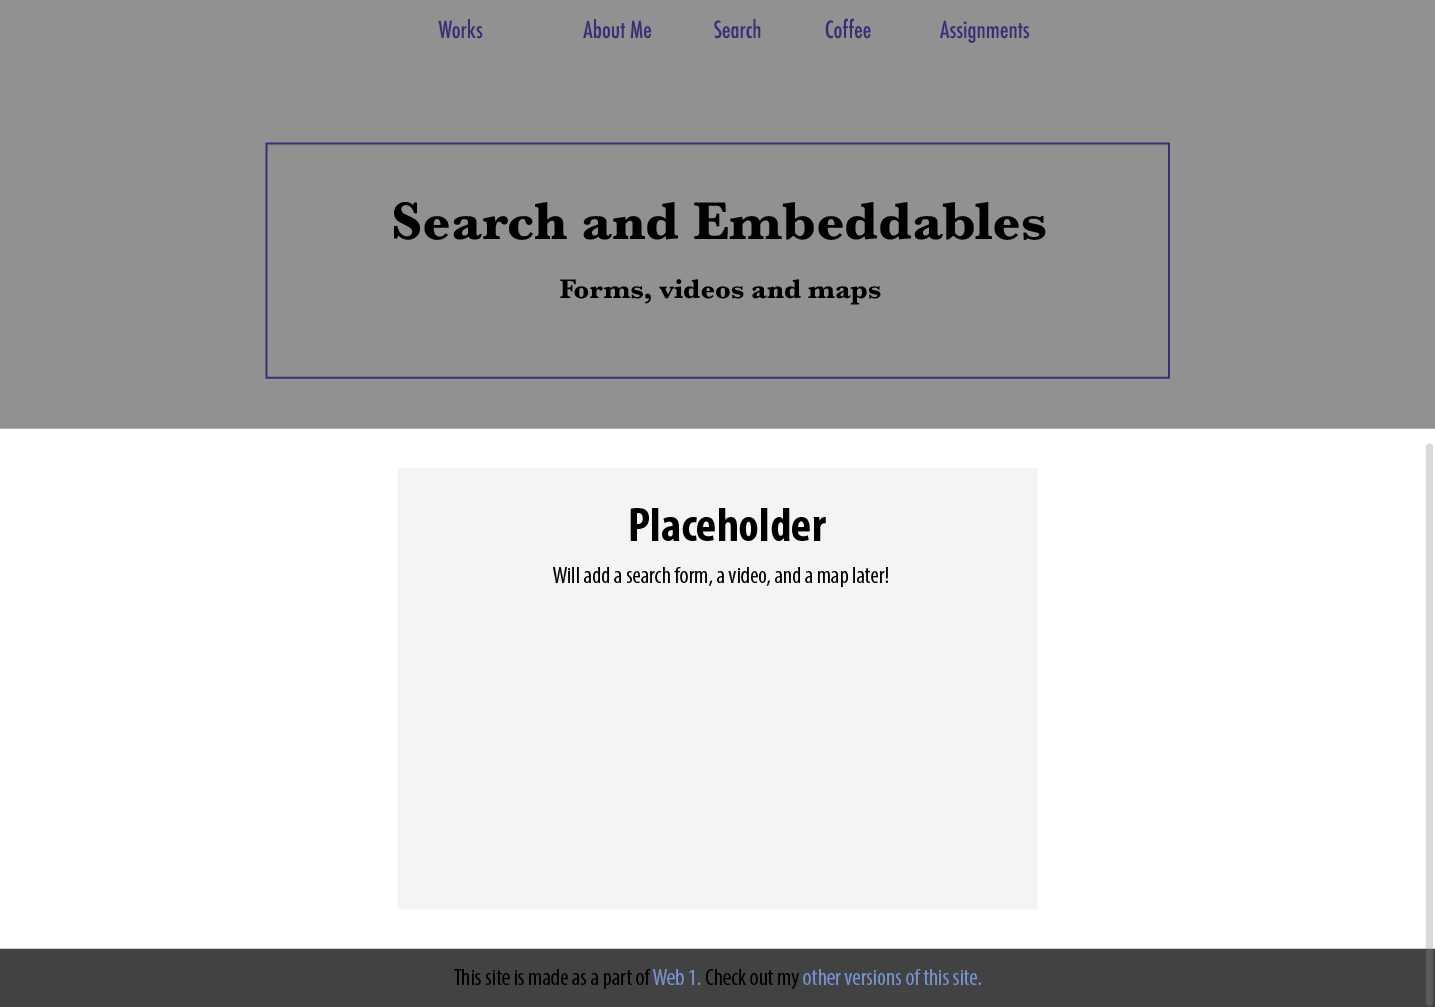 Works About Me Search Coffee Assignments
Search and Embeddables
Forms, videos and maps
Placeholder
Will add a search form, a video, and a map later!
This site is made as a part of Web 1. Check out my other versions of this site.